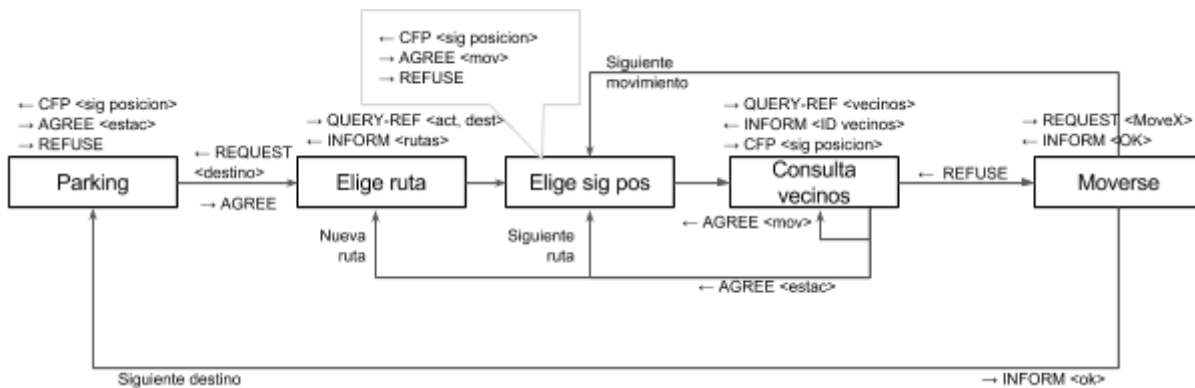 ← CFP <sig posicion>
→ AGREE <mov>
→ REFUSE
Siguiente
movimiento
← CFP <sig posicion>
→ AGREE <estac>
→ REFUSE
← REQUEST
<destino>
→ AGREE
→ QUERY-REF <act, dest>
← INFORM <rutas>
→ QUERY-REF <vecinos>
← INFORM <ID vecinos>
→ CFP <sig posicion>
→ REQUEST <MoveX>
← INFORM <OK>
Parking
Elige ruta
Elige sig pos
Consulta
vecinos
← REFUSE
Moverse
Nueva
ruta
Siguiente
ruta
← AGREE <mov>
← AGREE <estac>
Siguiente destino
→ INFORM <ok>